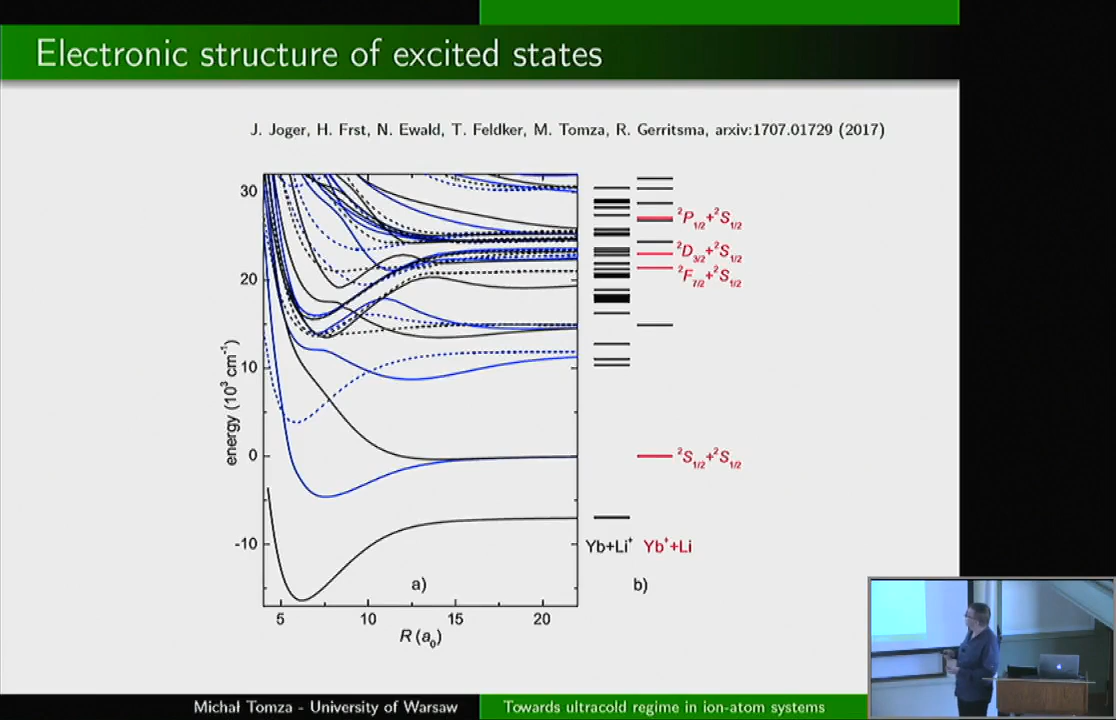 Electronic structure of excited states
J. Joger, H. Frst, N. Ewald, T. Feldker, M. Tomza, R. Gerritsma, arxiv:1707.01729 (2017)
30
20
10
0
-10
energy (10³ cm⁻¹)
5 10 15 20
R (a₀)
a)
²P₁/₂+²S₁/₂
²D₃/₂+²S₁/₂
²F₇/₂+²S₁/₂
²S₁/₂+²S₁/₂
Yb+Li⁺ Yb⁺+Li
b)
Michał Tomza - University of Warsaw
Towards ultracold regime in ion-atom systems